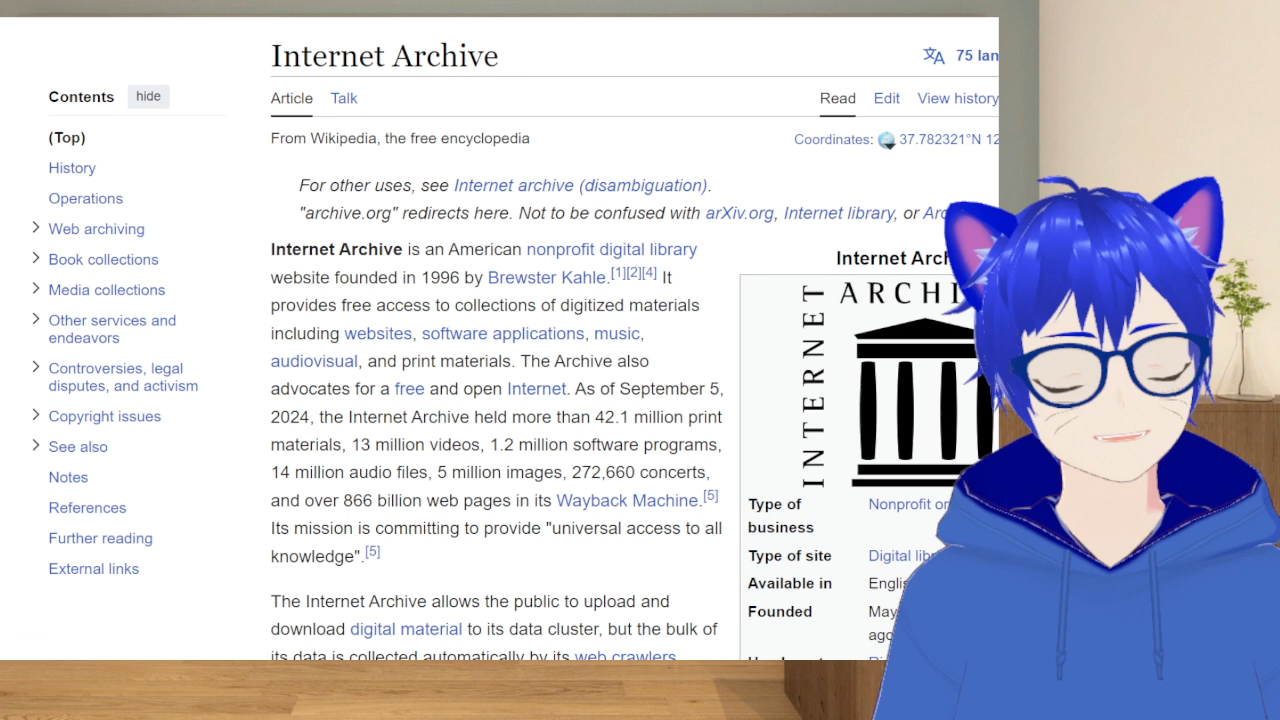 Internet Archive
75 lan
Contents hide
Article Talk
Read Edit View history
(Top)
From Wikipedia, the free encyclopedia
Coordinates: 37.782321°N 12
History
Operations
Web archiving
Book collections
Media collections
Other services and
endeavors
Controversies, legal
disputes, and activism
Copyright issues
See also
Notes
References
Further reading
External links
For other uses, see Internet archive (disambiguation).
"archive.org" redirects here. Not to be confused with arXiv.org, Internet library, or Arc
Internet Archive is an American nonprofit digital library
website founded in 1996 by Brewster Kahle.[1][2][4] It
provides free access to collections of digitized materials
including websites, software applications, music,
audiovisual, and print materials. The Archive also
advocates for a free and open Internet. As of September 5,
2024, the Internet Archive held more than 42.1 million print
materials, 13 million videos, 1.2 million software programs,
14 million audio files, 5 million images, 272,660 concerts,
and over 866 billion web pages in its Wayback Machine.[5]
Its mission is committing to provide "universal access to all
knowledge".[5]
The Internet Archive allows the public to upload and
download digital material to its data cluster, but the bulk of
its data is collected automatically by its web crawlers
Internet Arch
INTERNET
ARCHI
Type of
business
Nonprofit or
Type of site Digital libr
Available in Englis
Founded May
ago